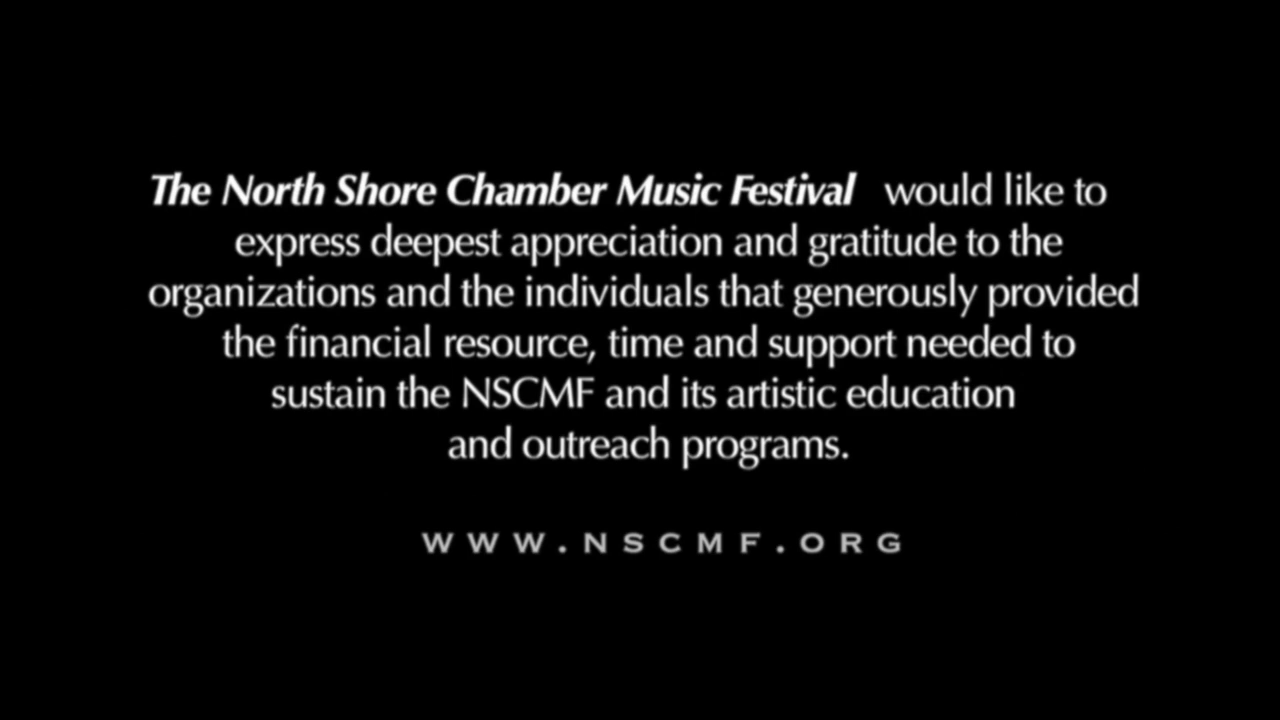 The North Shore Chamber Music Festival would like to
express deepest appreciation and gratitude to the
organizations and the individuals that generously provided
the financial resource, time and support needed to
sustain the NSCMF and its artistic education
and outreach programs.
WWW.NSCMF.ORG